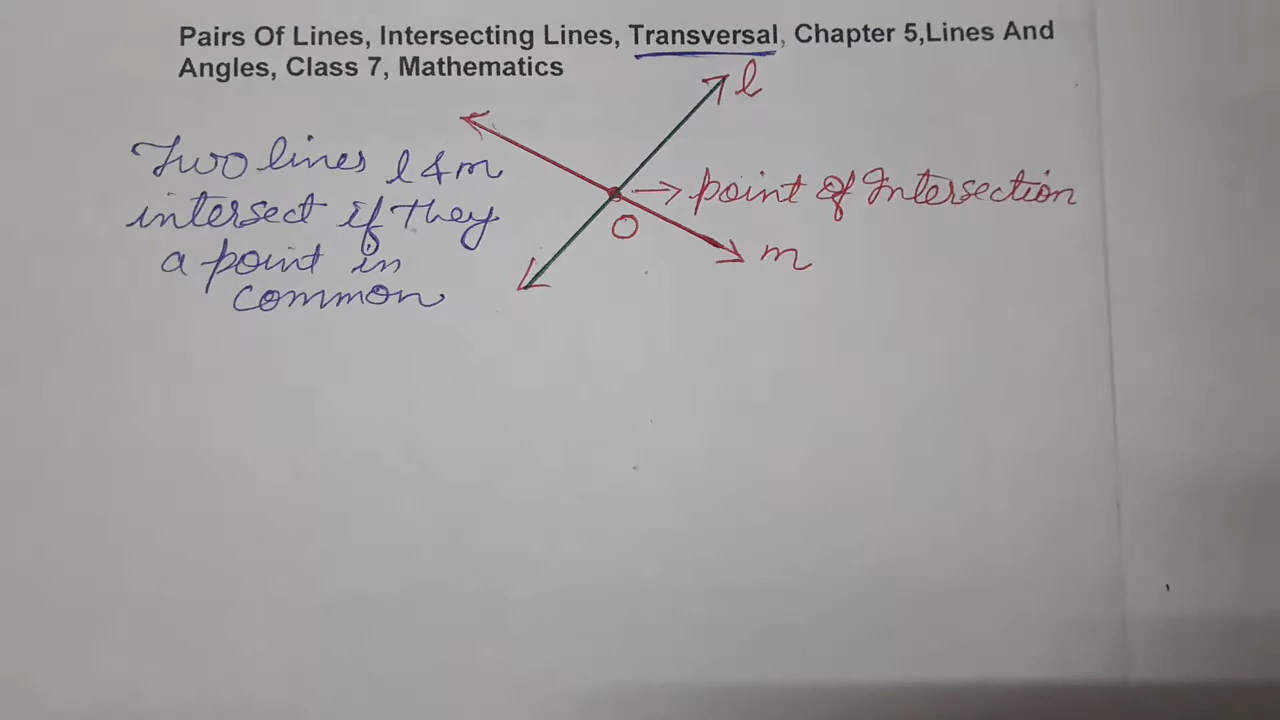 Pairs Of Lines, Intersecting Lines, Transversal, Chapter 5,Lines And
Angles, Class 7, Mathematics
l
Two lines l & m
intersect if they
a point in
common
→ point of Intersection
O
m